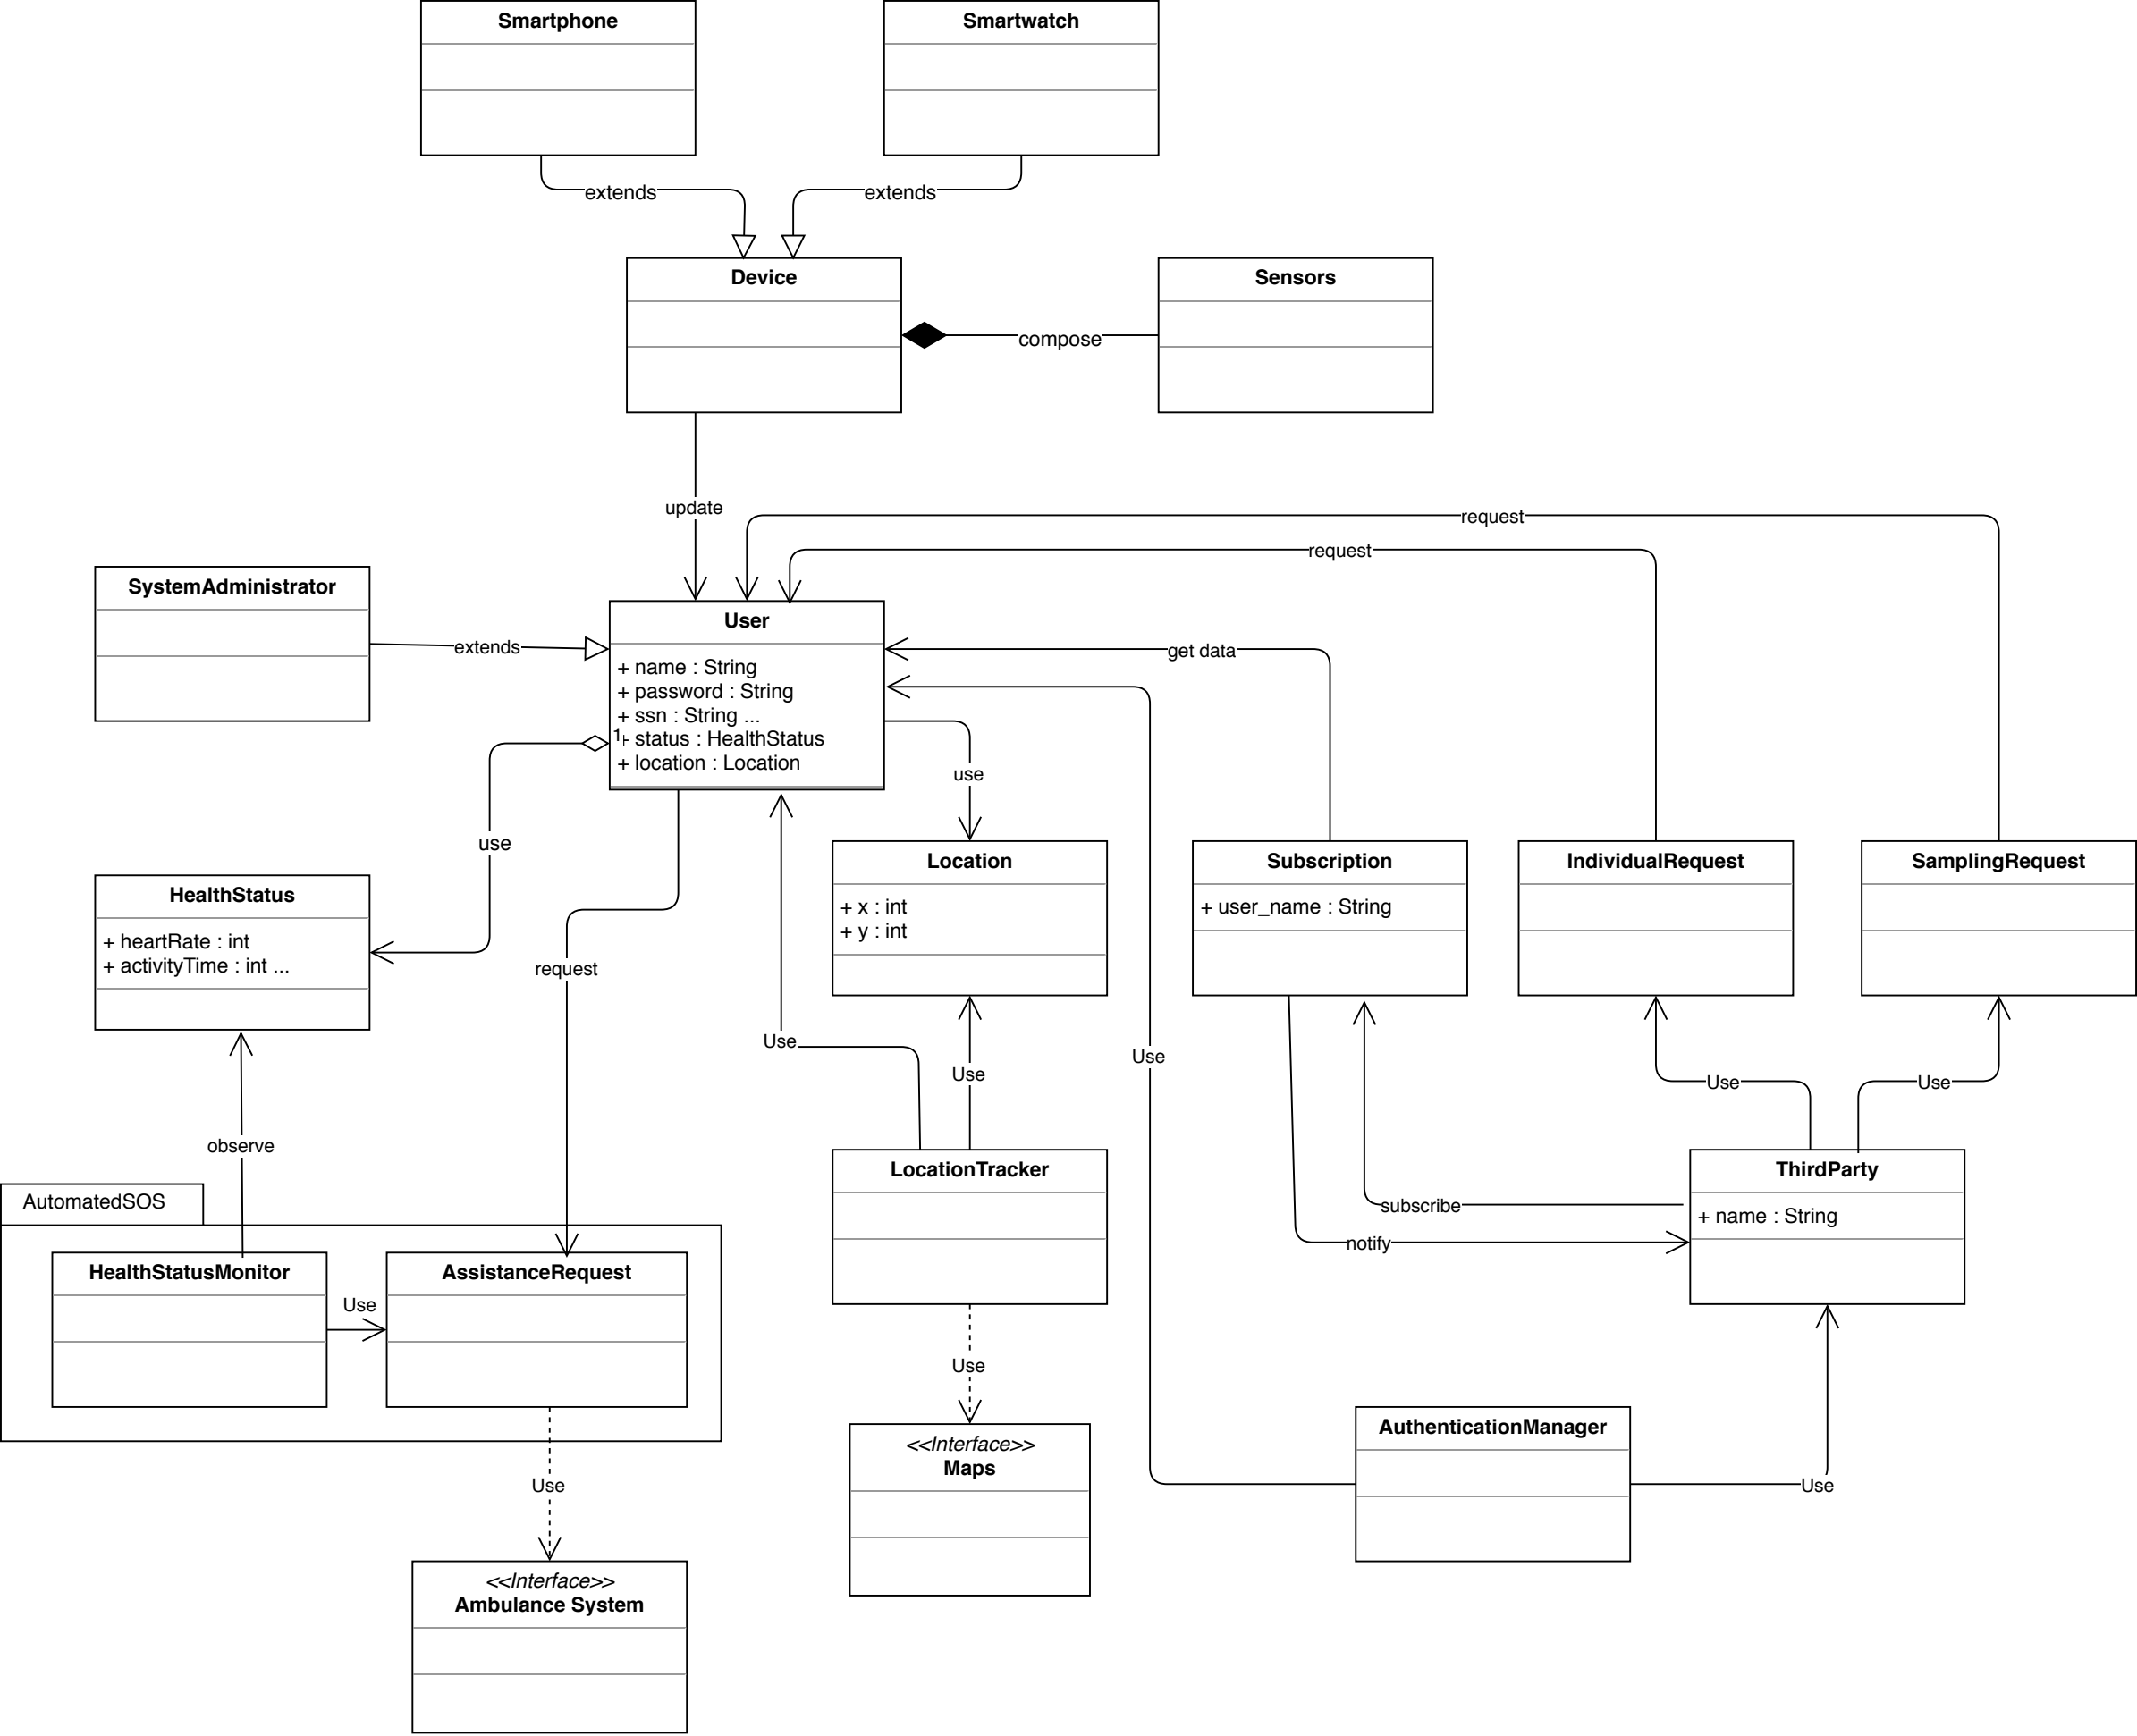 Smartphone
Smartwatch
extends
extends
Device
Sensors
compose
update
request
request
SystemAdministrator
extends
User
+ name : String
+ password : String
+ ssn : String ...
+ status : HealthStatus
+ location : Location
1
get data
use
use
HealthStatus
+ heartRate : int
+ activityTime : int ...
Location
+ x : int
+ y : int
Subscription
+ user_name : String
IndividualRequest
SamplingRequest
request
Use
Use
Use
Use
Use
observe
AutomatedSOS
HealthStatusMonitor
Use
AssistanceRequest
LocationTracker
subscribe
notify
ThirdParty
+ name : String
Use
Use
<<Interface>>
Maps
AuthenticationManager
Use
<<Interface>>
Ambulance System